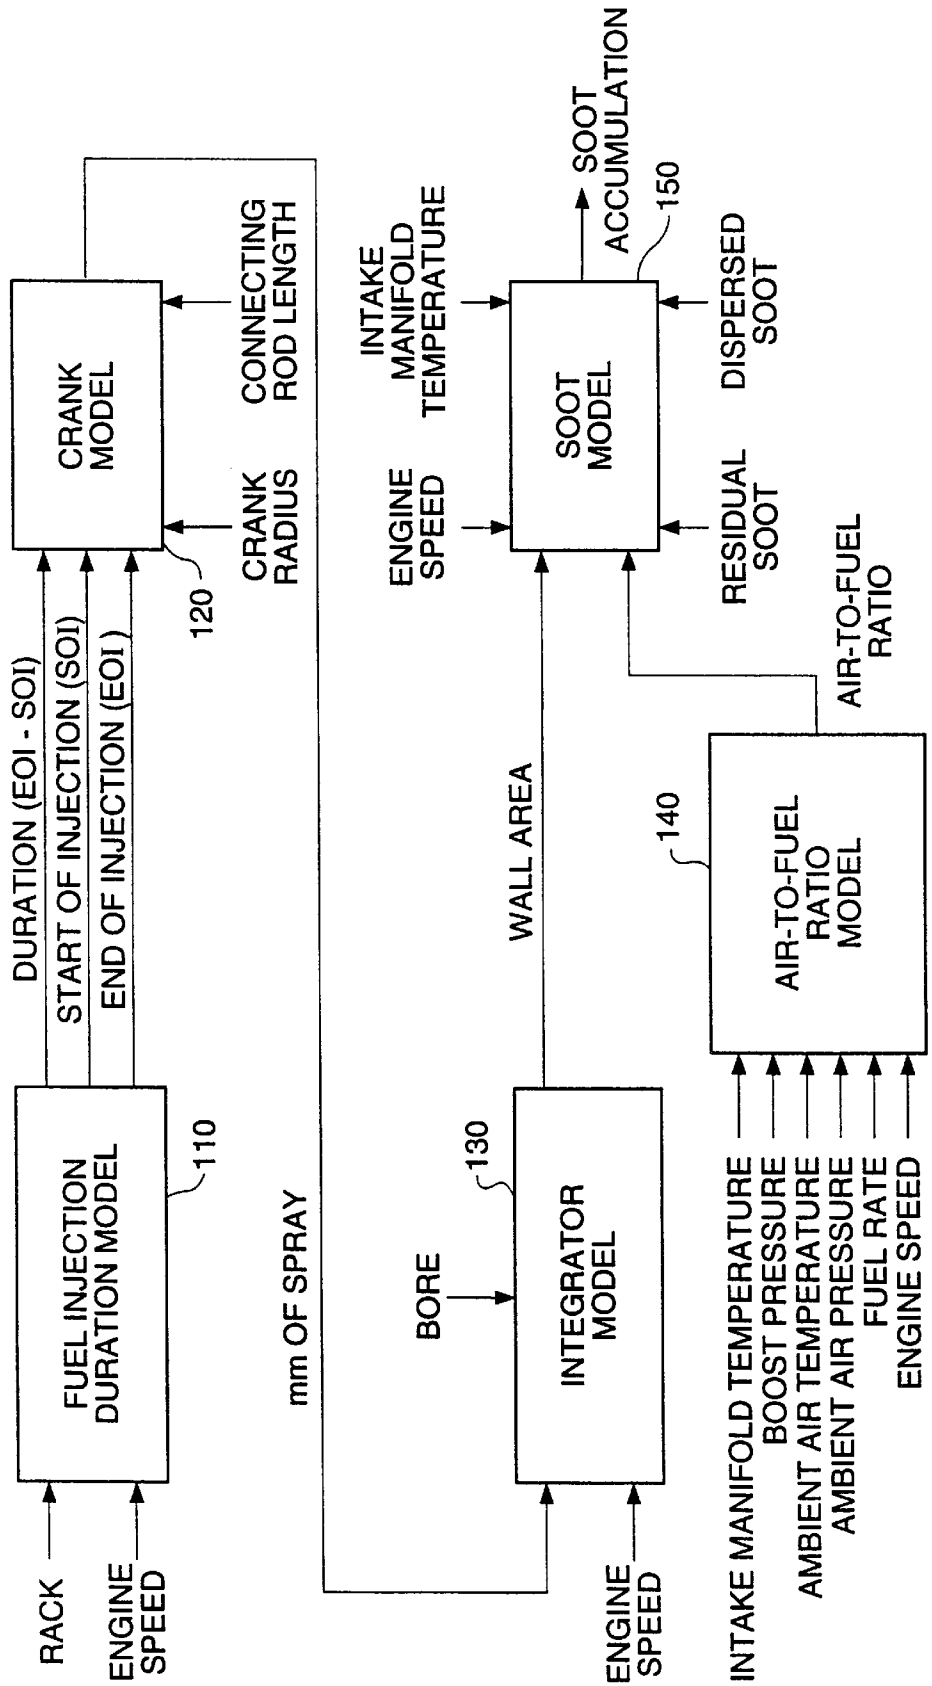 RACK
ENGINE
SPEED
FUEL INJECTION
DURATION MODEL
110
DURATION (EOI - SOI)
START OF INJECTION (SOI)
END OF INJECTION (EOI)
CRANK
MODEL
120
CRANK
RADIUS
CONNECTING
ROD LENGTH
mm OF SPRAY
BORE
ENGINE
SPEED
INTEGRATOR
MODEL
130
WALL AREA
ENGINE
SPEED
INTAKE
MANIFOLD
TEMPERATURE
SOOT
MODEL
SOOT
ACCUMULATION
150
RESIDUAL
SOOT
DISPERSED
SOOT
INTAKE MANIFOLD TEMPERATURE
BOOST PRESSURE
AMBIENT AIR TEMPERATURE
AMBIENT AIR PRESSURE
FUEL RATE
ENGINE SPEED
140
AIR-TO-FUEL
RATIO
MODEL
AIR-TO-FUEL
RATIO